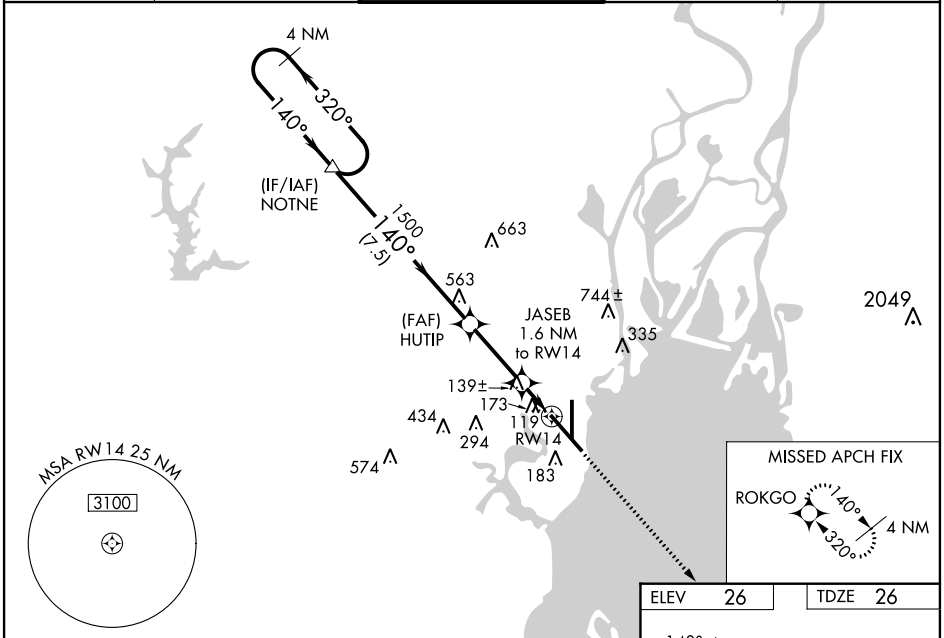 4 NM
320°
140°
(IF/IAF)
NOTNE
1500
140°
(7.5)
663
563
(FAF)
HUTIP
JASEB
1.6 NM
to RW14
744±
335
2049
139±
173
119
RW14
434
294
574
183
MSA RW14 25 NM
3100
MISSED APCH FIX
ROKGO
140°
4 NM
320°
ELEV 26
TDZE 26